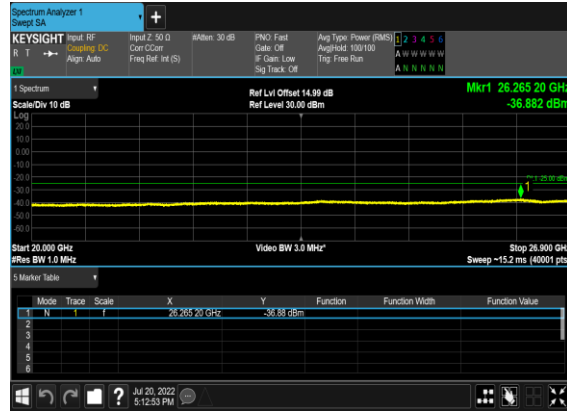 Spectrum Analyzer 1
Swept SA
+
KEYSIGHT Input: RF Input Z: 50 Ω #Atten: 30 dB PNO: Fast Avg Type: Power (RMS) 1 2 3 4 5 6
R T Coupling: DC Corr CCorr Gate: Off Avg|Hold: 100/100 A W W W W W
Align: Auto Freq Ref: Int (S) IF Gain: Low Trig: Free Run
Sig Track: Off A N N N N N
1 Spectrum Ref Lvl Offset 14.99 dB Mkr1 26.265 20 GHz
Scale/Div 10 dB Ref Level 30.00 dBm -36.882 dBm
Log
20.0
10.0
0.00
-10.0
-20.0
-30.0
-40.0
-50.0
-60.0
1
Start 20.000 GHz Video BW 3.0 MHz* Stop 26.900 GHz
#Res BW 1.0 MHz Sweep ~15.2 ms (40001 pts)
5 Marker Table
Mode Trace Scale X Y Function Function Width Function Value
1 N 1 f 26.265 20 GHz -36.88 dBm
2
3
4
5
6
? Jul 20, 2022
5:12:53 PM